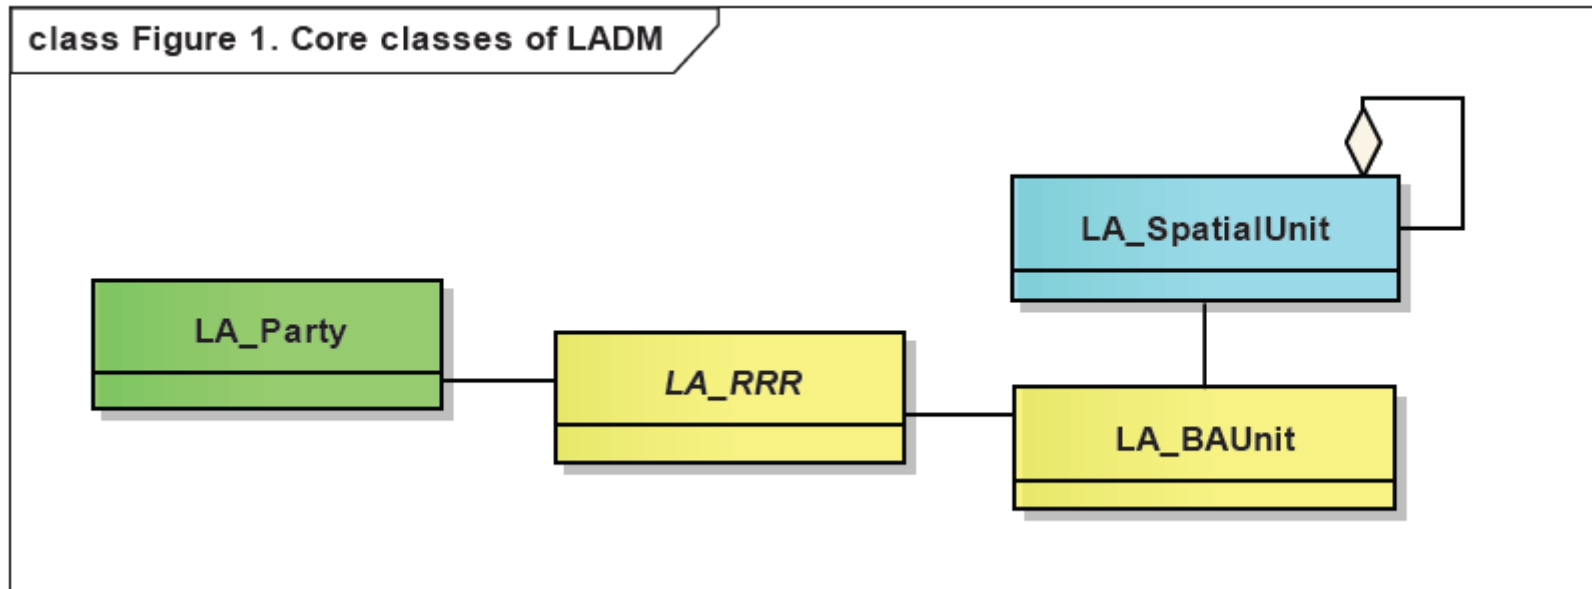 class Figure 1. Core classes of LADM
LA_SpatialUnit
LA_Party
LA_RRR
LA_BAUnit